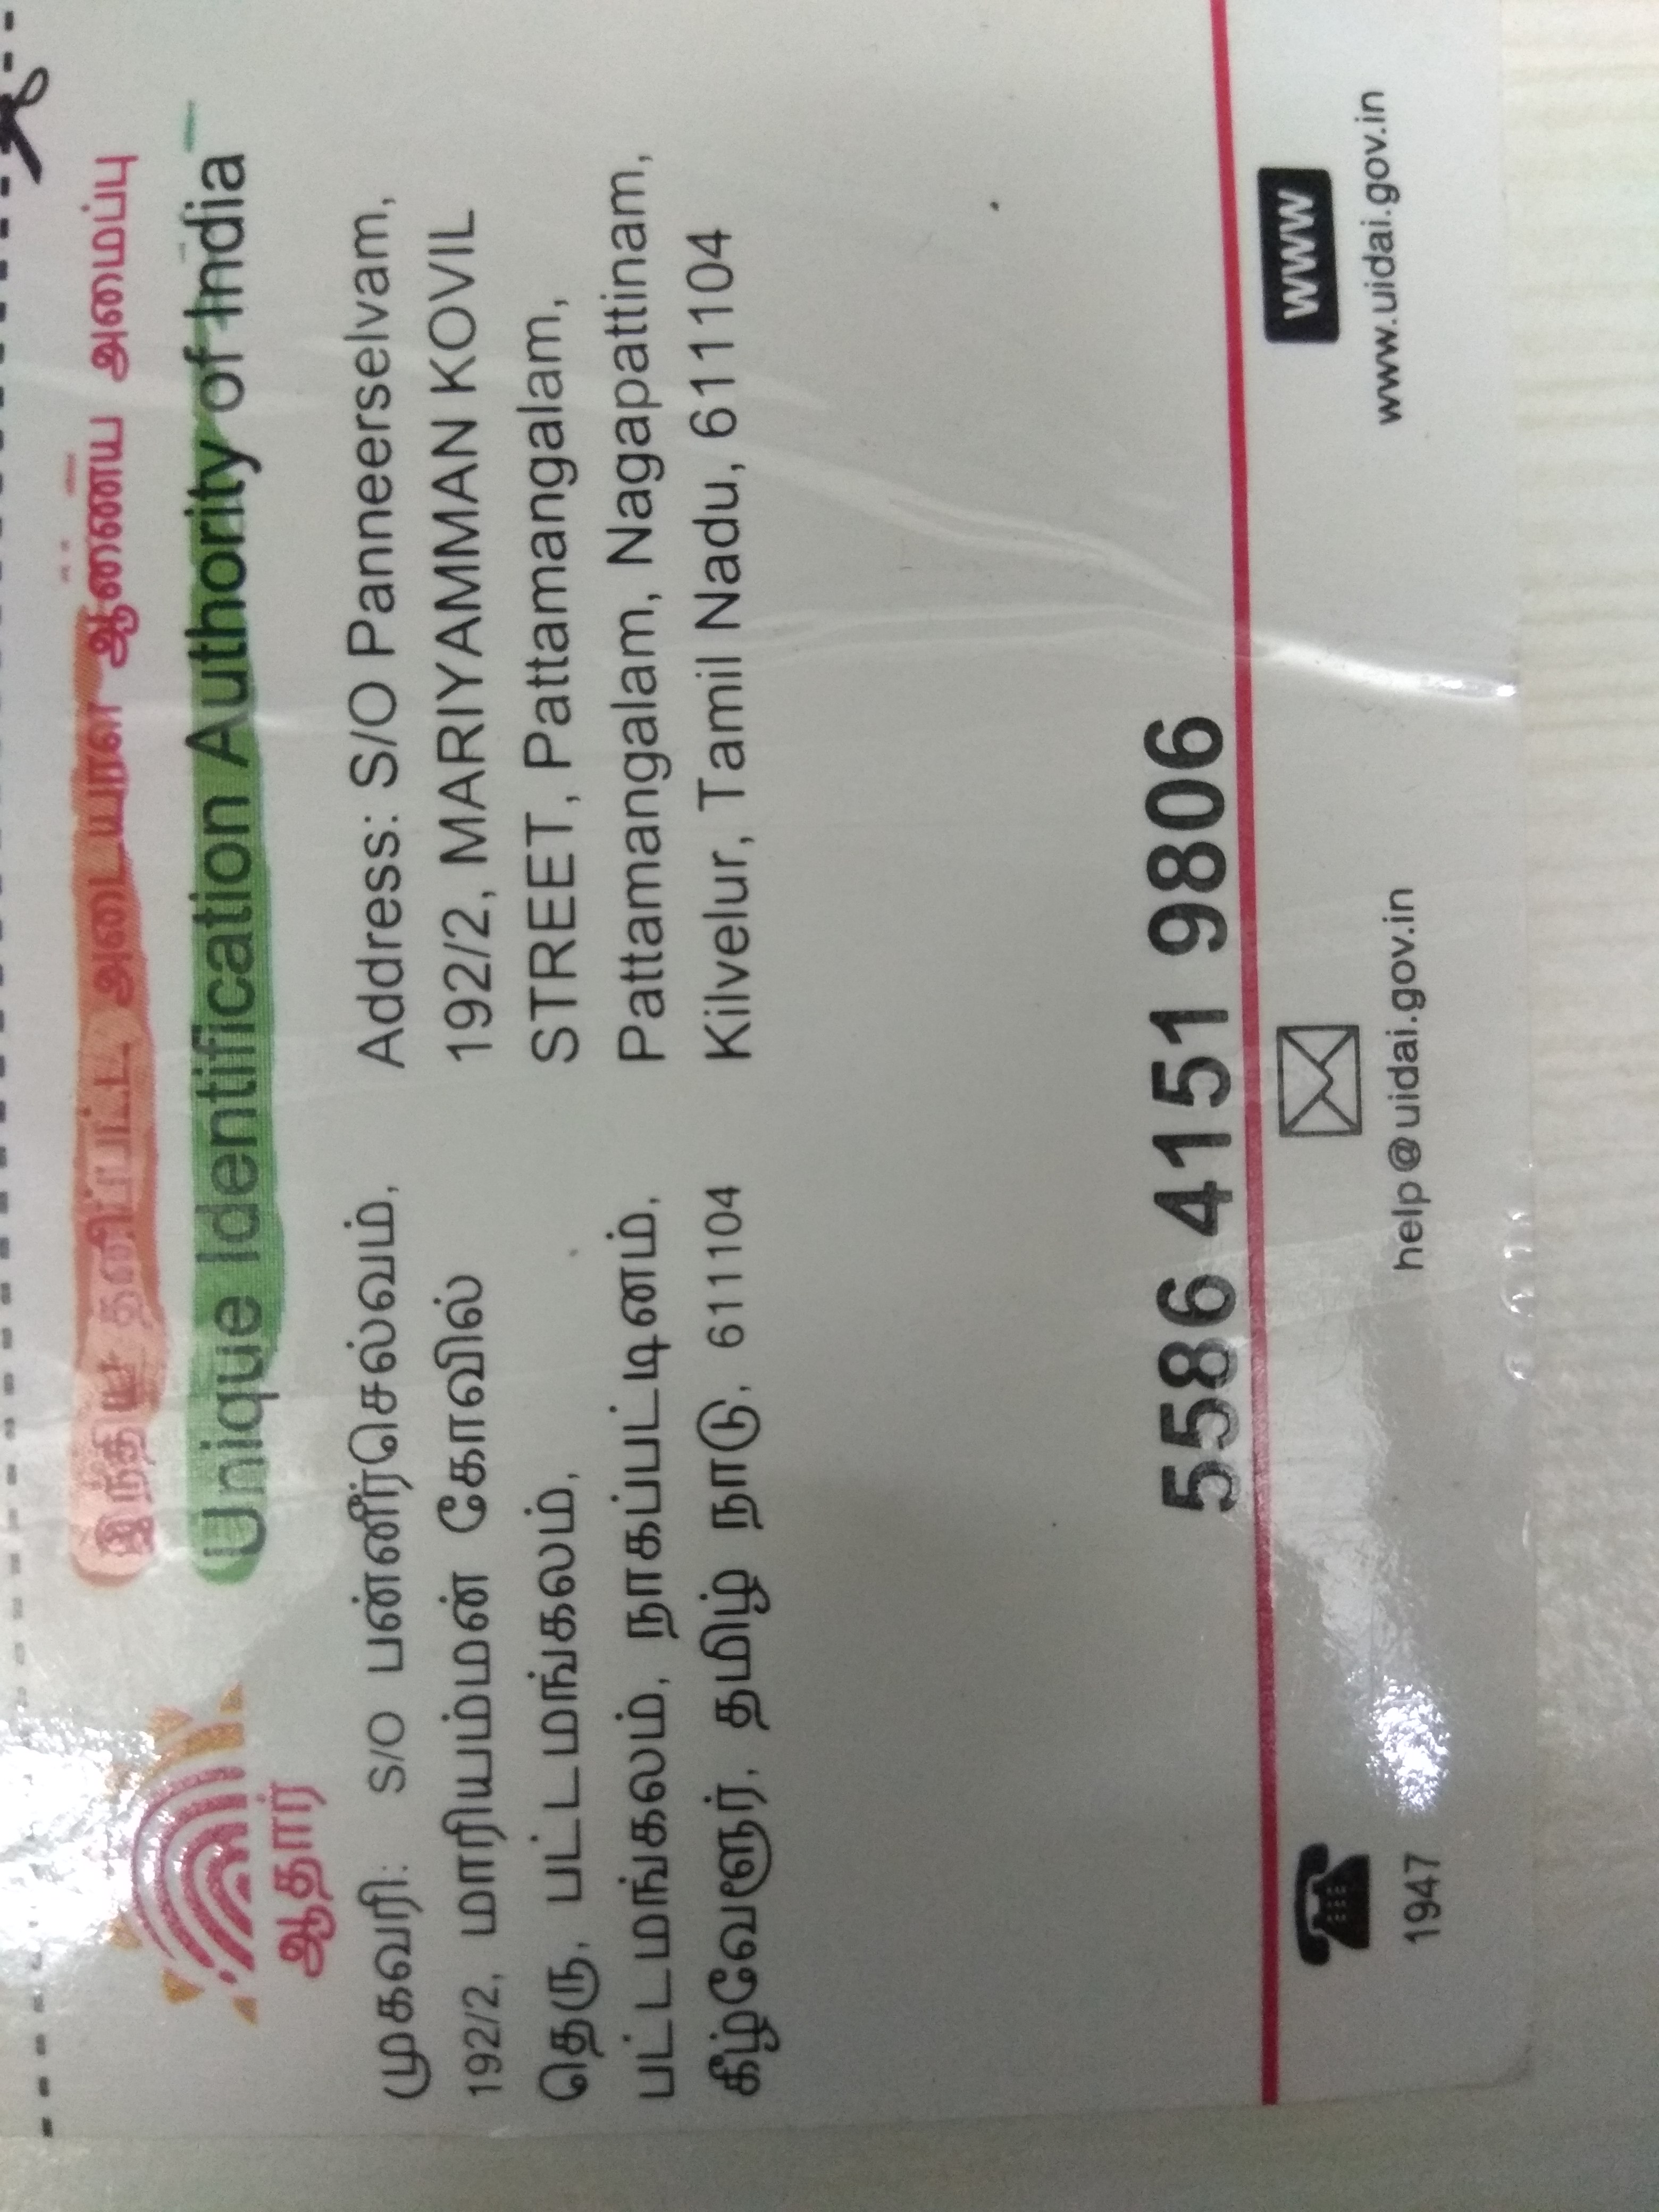 இந்திய தனிப்பட்ட அடையாள ஆணைய அமைப்பு
Unique Identification Authority of India
ஆதார்
முகவரி: S/O பன்னீர்செல்வம்,
192/2, மாரியம்மன் கோவில்
தெரு, பட்டமங்கலம்,
பட்டமங்கலம், நாகப்பட்டினம்,
கீழ்வேளூர், தமிழ் நாடு, 611104
Address: S/O Panneerselvam,
192/2, MARIYAMMAN KOVIL
STREET, Pattamangalam,
Pattamangalam, Nagapattinam,
Kilvelur, Tamil Nadu, 611104
5586 4151 9806
1947
help@uidai.gov.in
www
www.uidai.gov.in